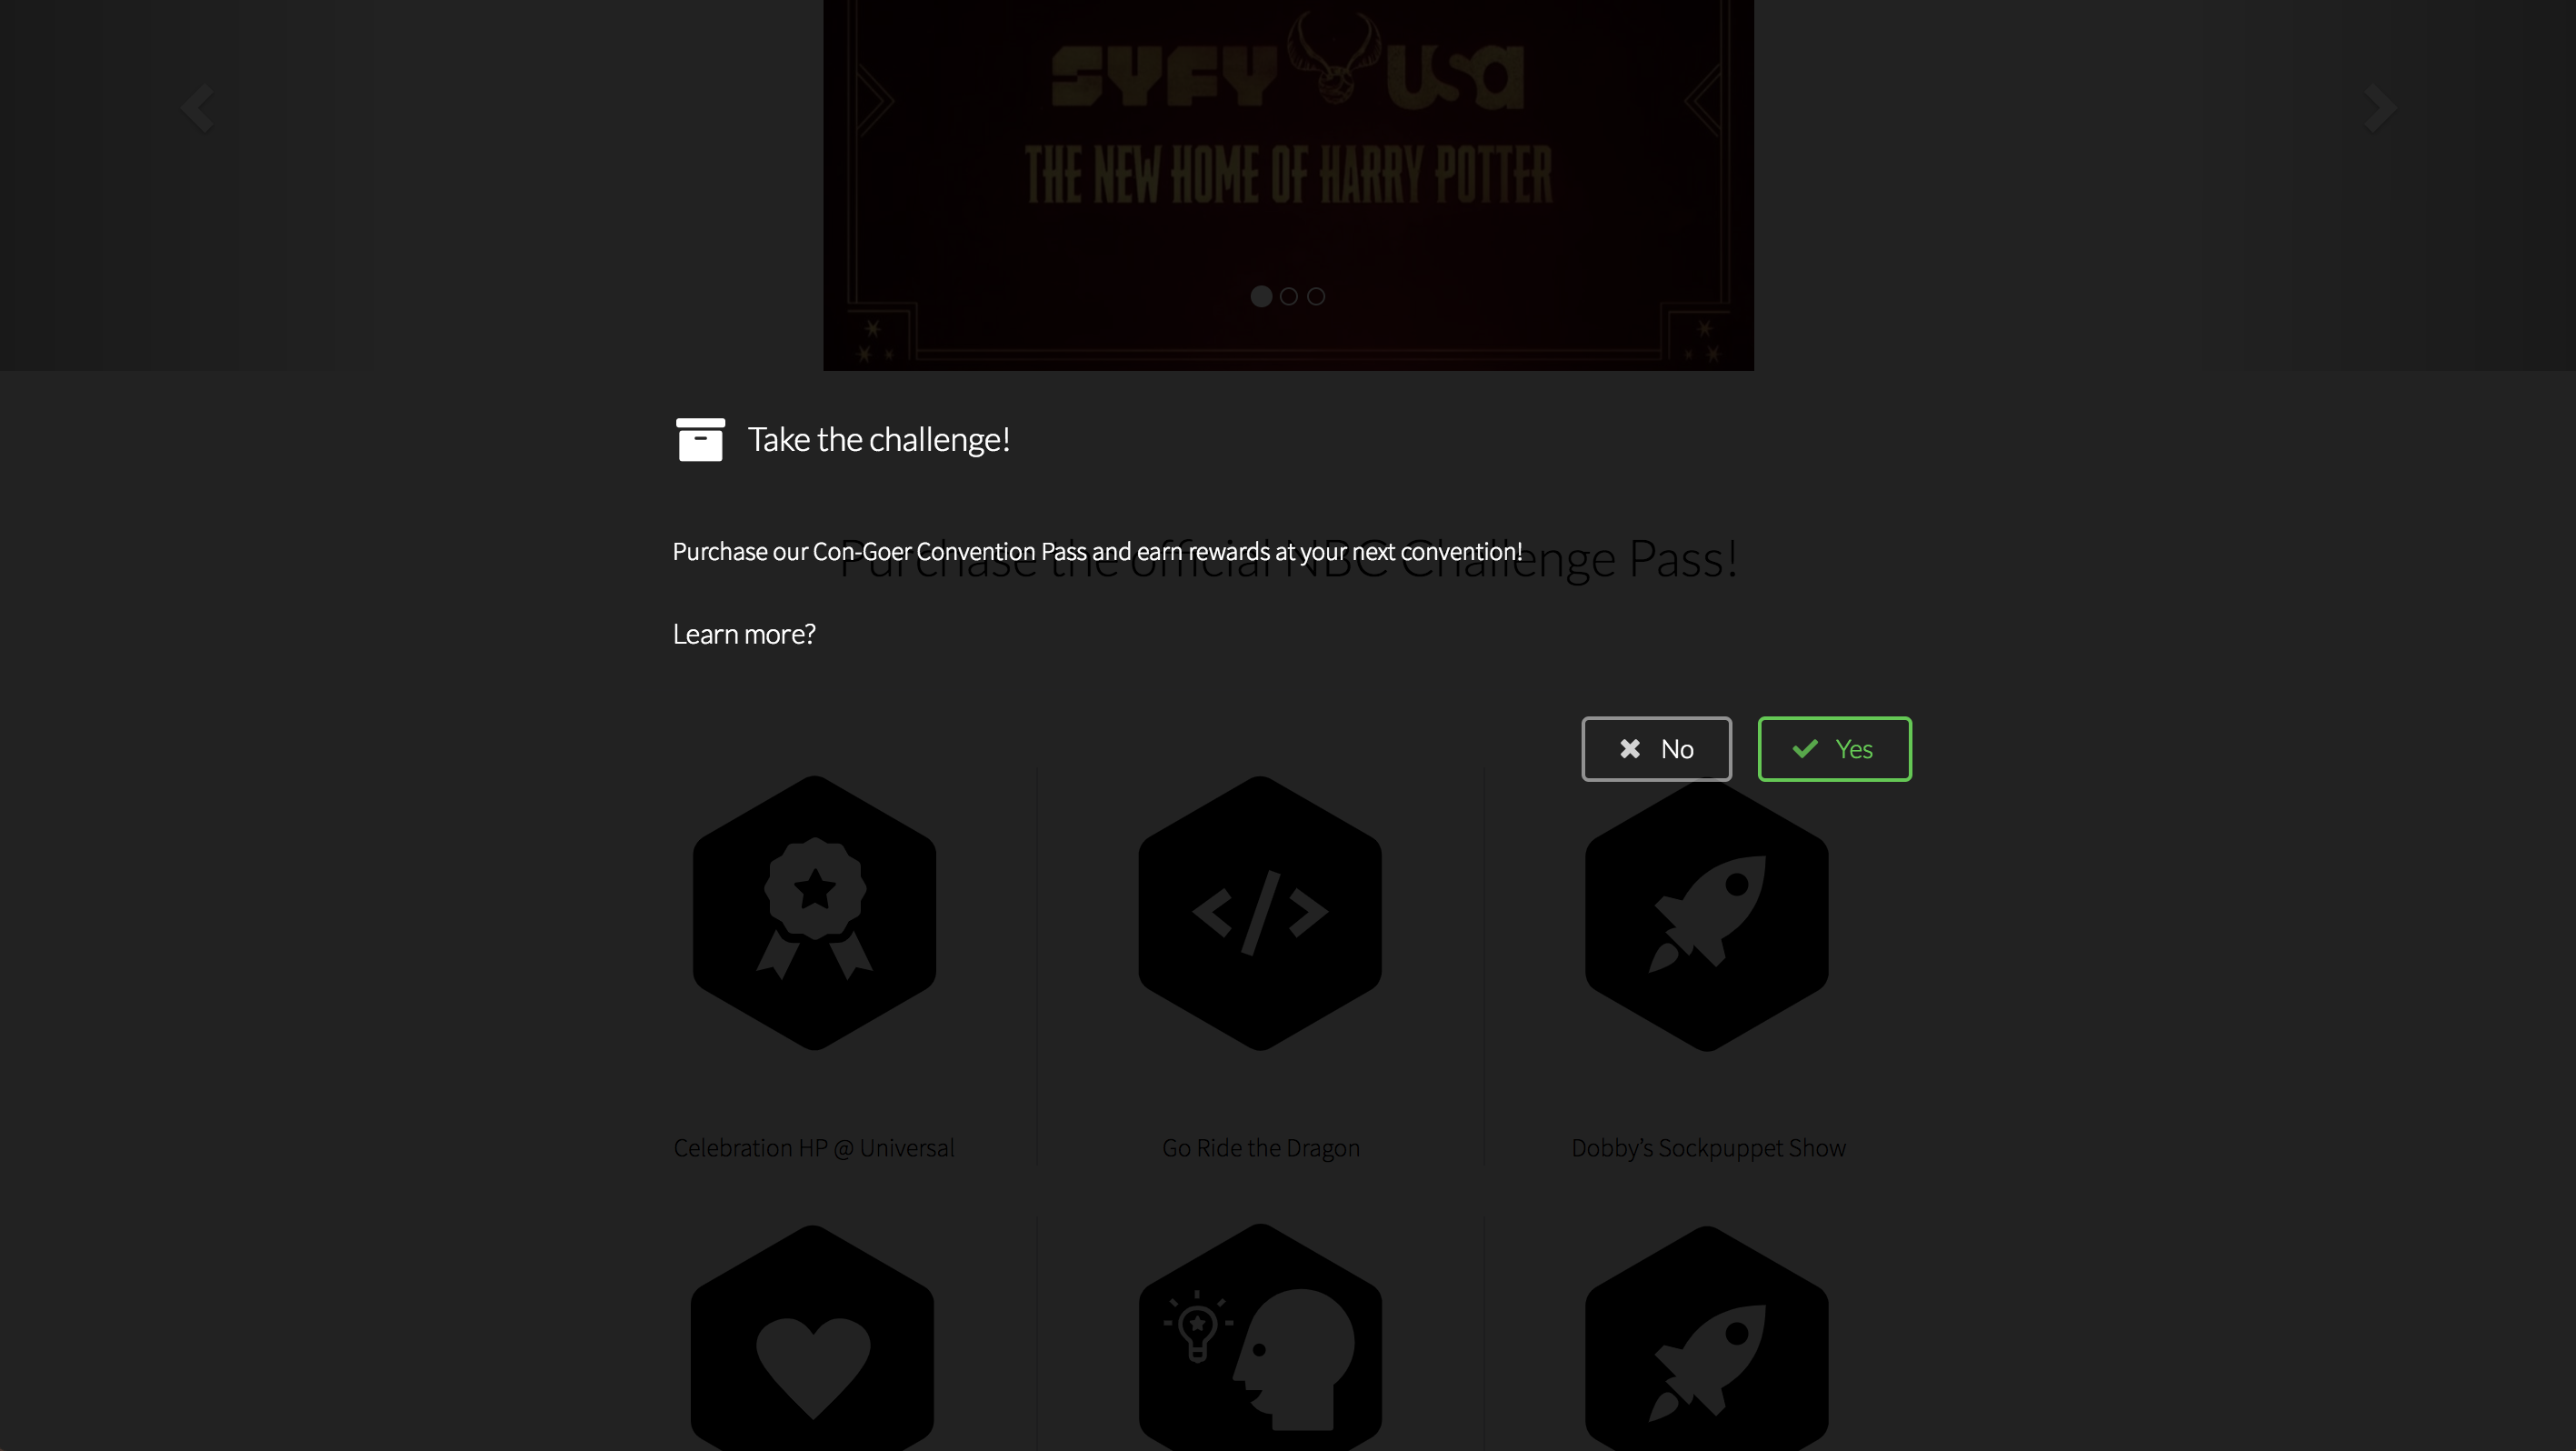 SYFY USA
THE NEW HOME OF HARRY POTTER
Take the challenge!
Purchase our Con-Goer Convention Pass and earn rewards at your next convention!
Purchase the official NBC Challenge Pass!
Learn more?
No
Yes
Celebration HP @ Universal
Go Ride the Dragon
Dobby’s Sockpuppet Show